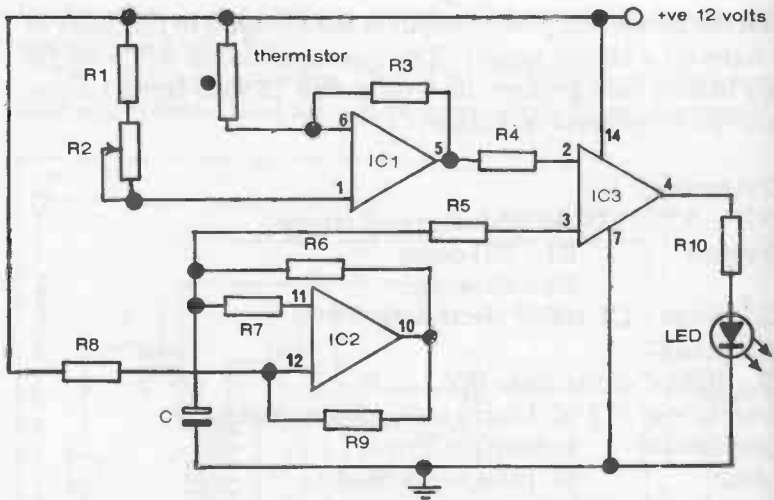 +ve 12 volts
thermistor
R1
R3
R2
6
IC1
5
R4
1
14
2
IC3
4
3
7
R5
R10
R6
R7
11
IC2
10
12
R8
R9
C
LED